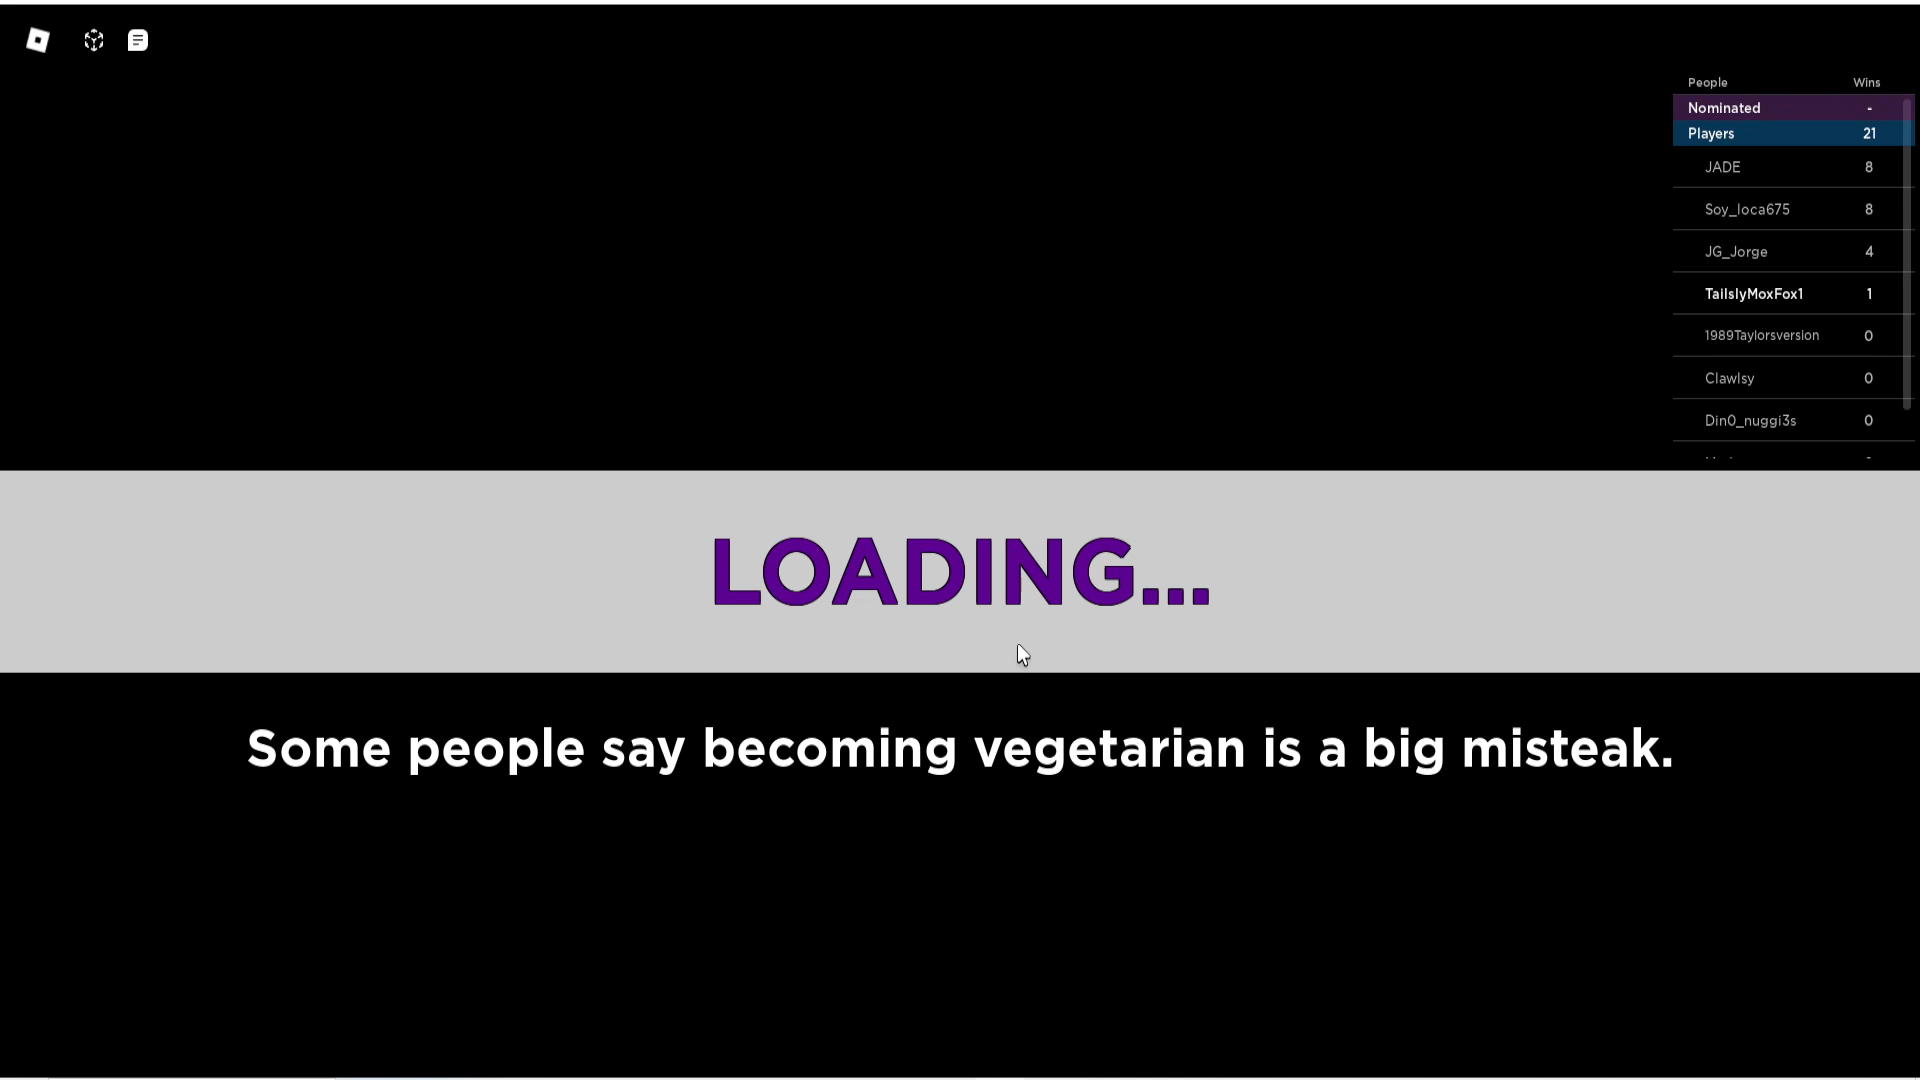 People Wins
Nominated -
Players 21
JADE 8
Soy_loca675 8
JG_Jorge 4
TailslyMoxFox1 1
1989Taylorsversion 0
Clawlsy 0
Din0_nuggi3s 0
LOADING...
Some people say becoming vegetarian is a big misteak.